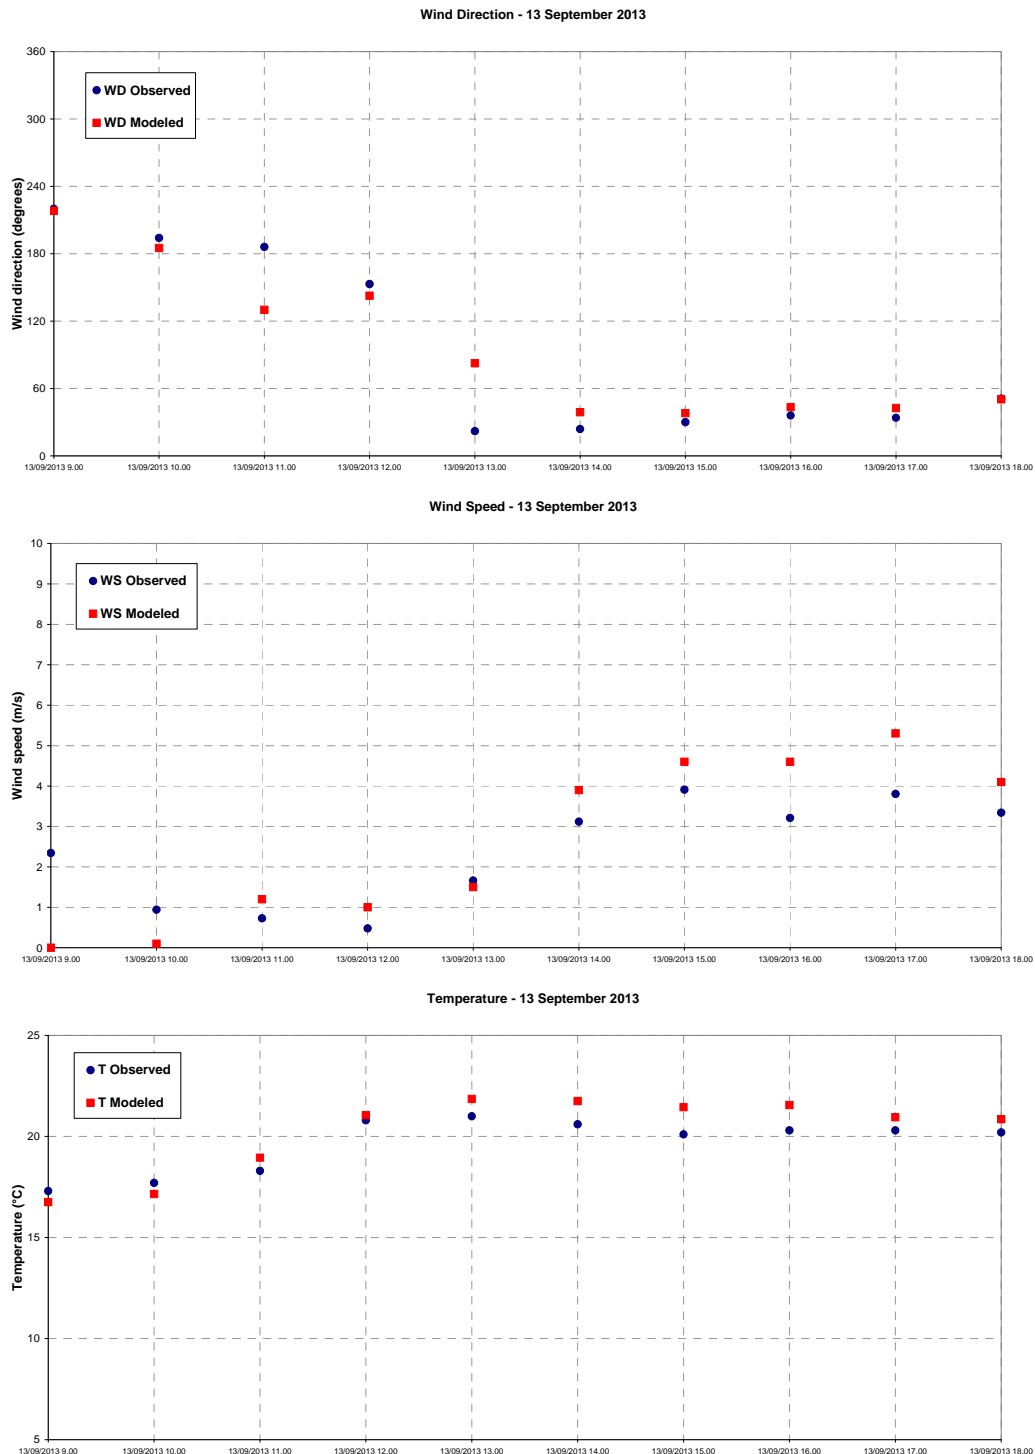 Wind Direction - 13 September 2013
360
300
240
180
120
60
0
Wind direction (degrees)
WD Observed
WD Modeled
13/09/2013 9.00 13/09/2013 10.00 13/09/2013 11.00 13/09/2013 12.00 13/09/2013 13.00 13/09/2013 14.00 13/09/2013 15.00 13/09/2013 16.00 13/09/2013 17.00 13/09/2013 18.00
Wind Speed - 13 September 2013
10
9
8
7
6
5
4
3
2
1
0
Wind speed (m/s)
WS Observed
WS Modeled
13/09/2013 9.00 13/09/2013 10.00 13/09/2013 11.00 13/09/2013 12.00 13/09/2013 13.00 13/09/2013 14.00 13/09/2013 15.00 13/09/2013 16.00 13/09/2013 17.00 13/09/2013 18.00
Temperature - 13 September 2013
25
20
15
10
5
Temperature (°C)
T Observed
T Modeled
13/09/2013 9.00 13/09/2013 10.00 13/09/2013 11.00 13/09/2013 12.00 13/09/2013 13.00 13/09/2013 14.00 13/09/2013 15.00 13/09/2013 16.00 13/09/2013 17.00 13/09/2013 18.00